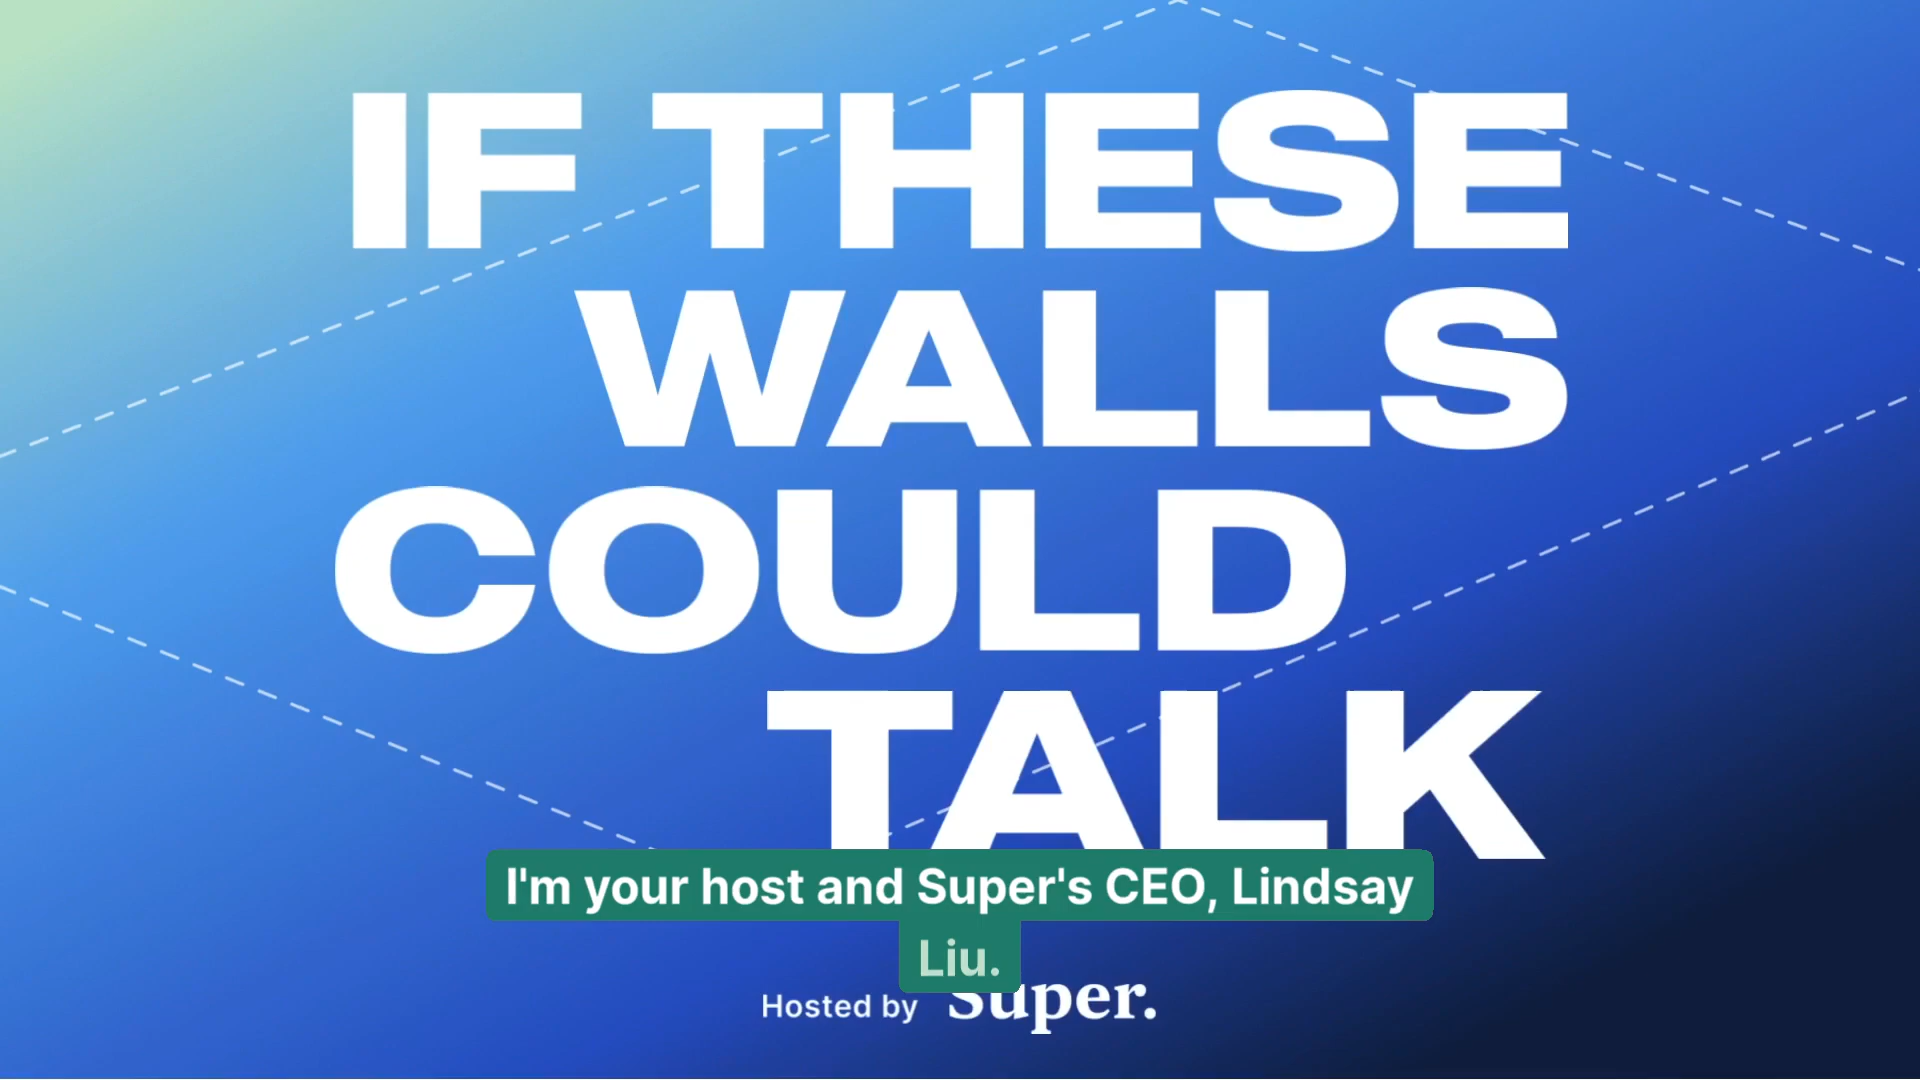 IF THESE
WALLS
COULD
TALK
I'm your host and Super's CEO, Lindsay
Liu.
Hosted by Super.